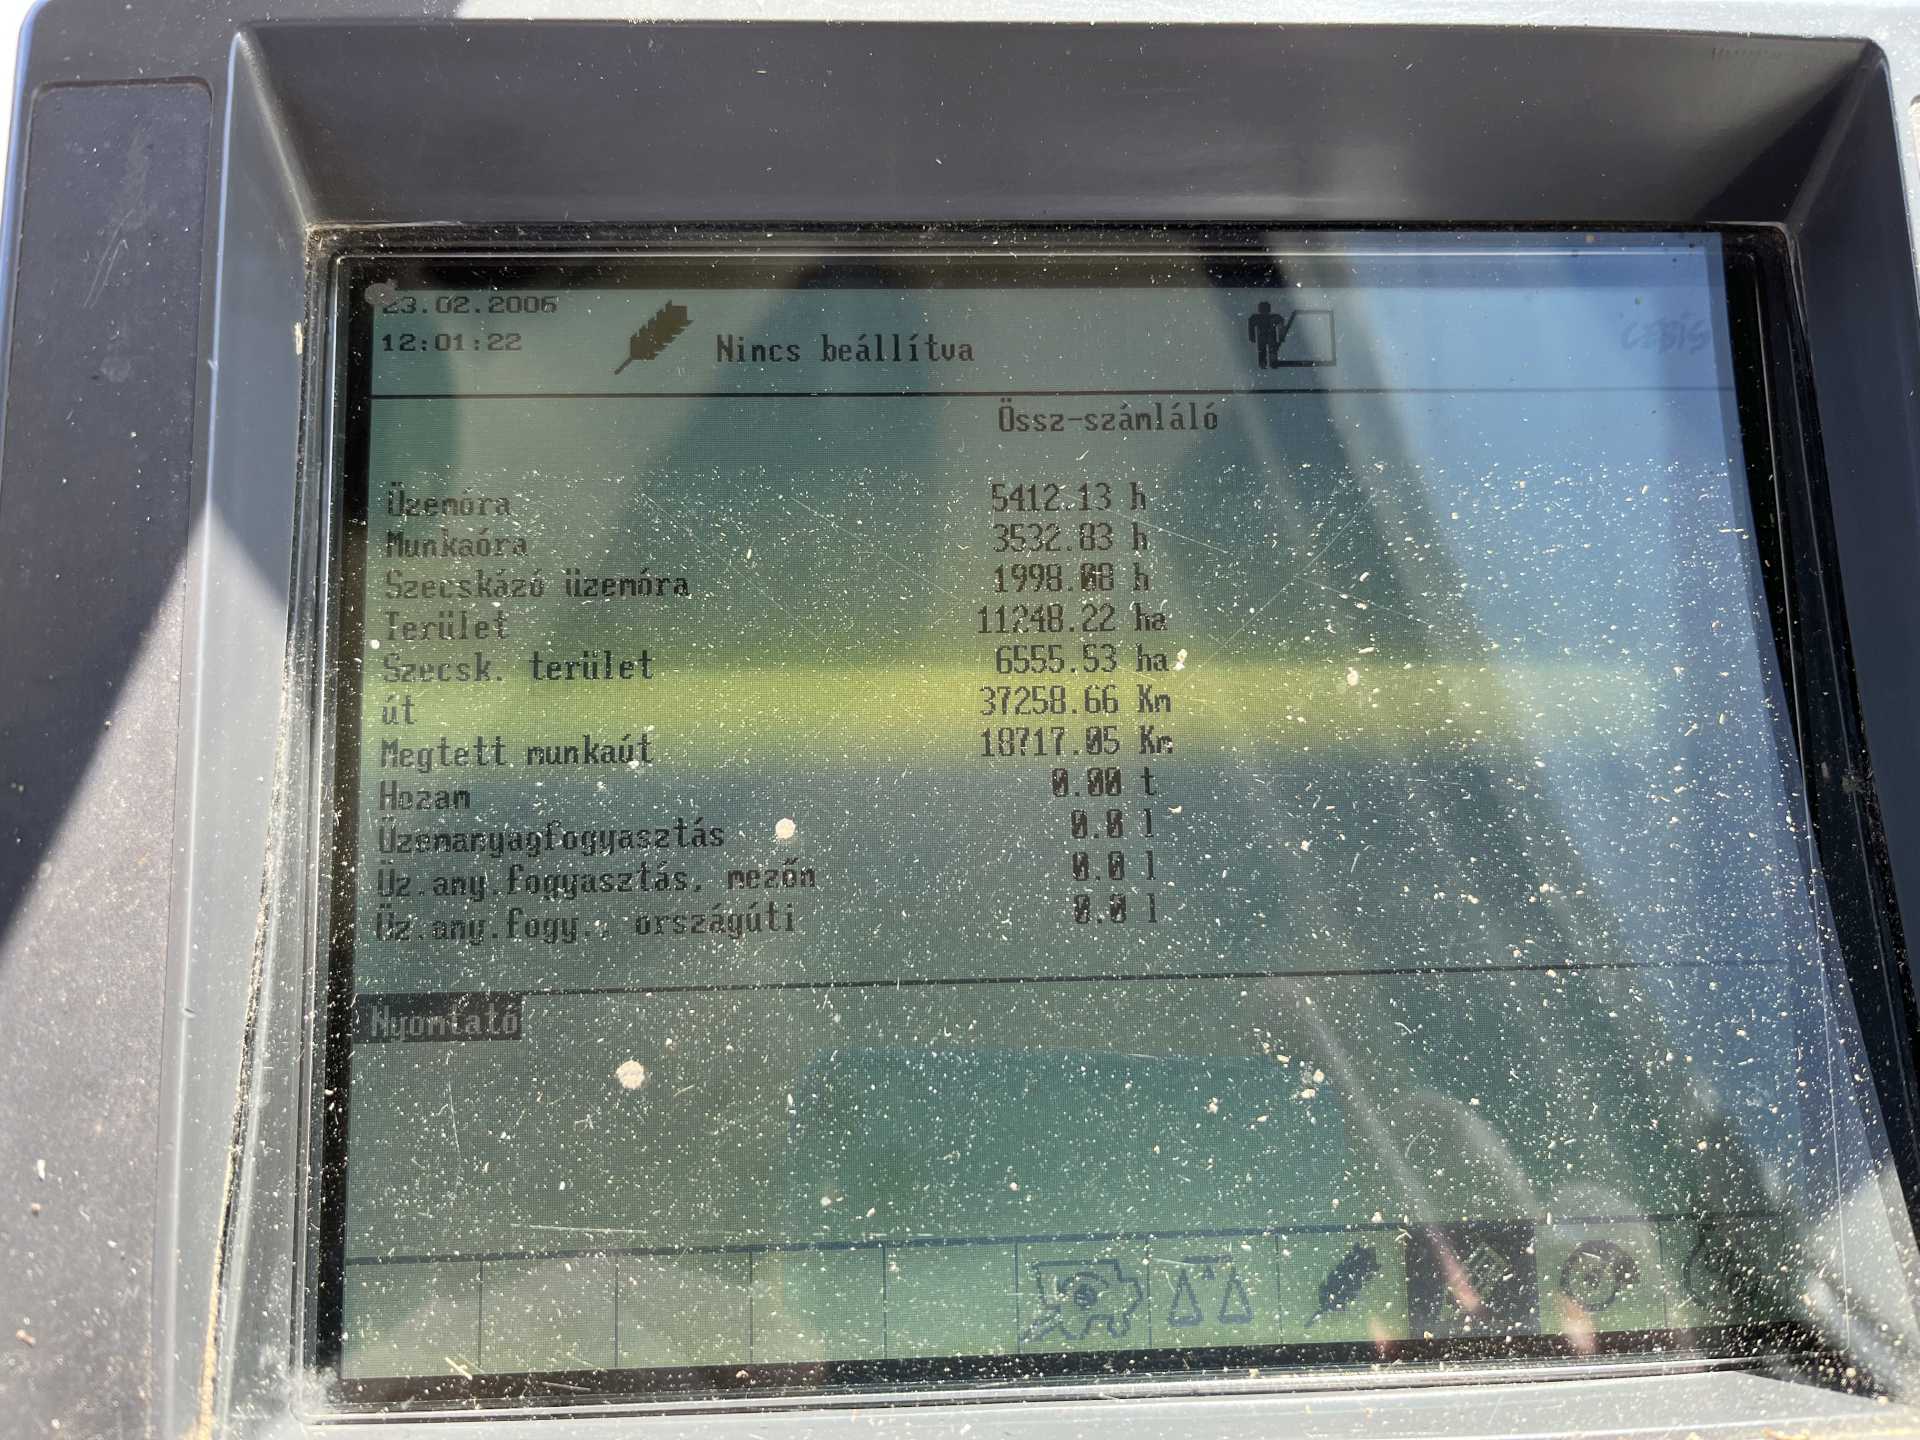 23.02.2006
12:01:22
Nincs beállítva
CEBIS
Össz-számláló
Üzemóra 5412.13 h
Munkaóra 3532.83 h
Szecskázó üzemóra 1998.08 h
Terület 11248.22 ha
Szecsk. terület 6555.53 ha
út 37258.66 Km
Megtett munkaút 18717.05 Km
Hozam 0.00 t
Üzemanyagfogyasztás 0.0 l
Üz.any.fogyasztás, mezőn 0.0 l
Üz.any.fogy., országúti 0.0 l
Nyomtató